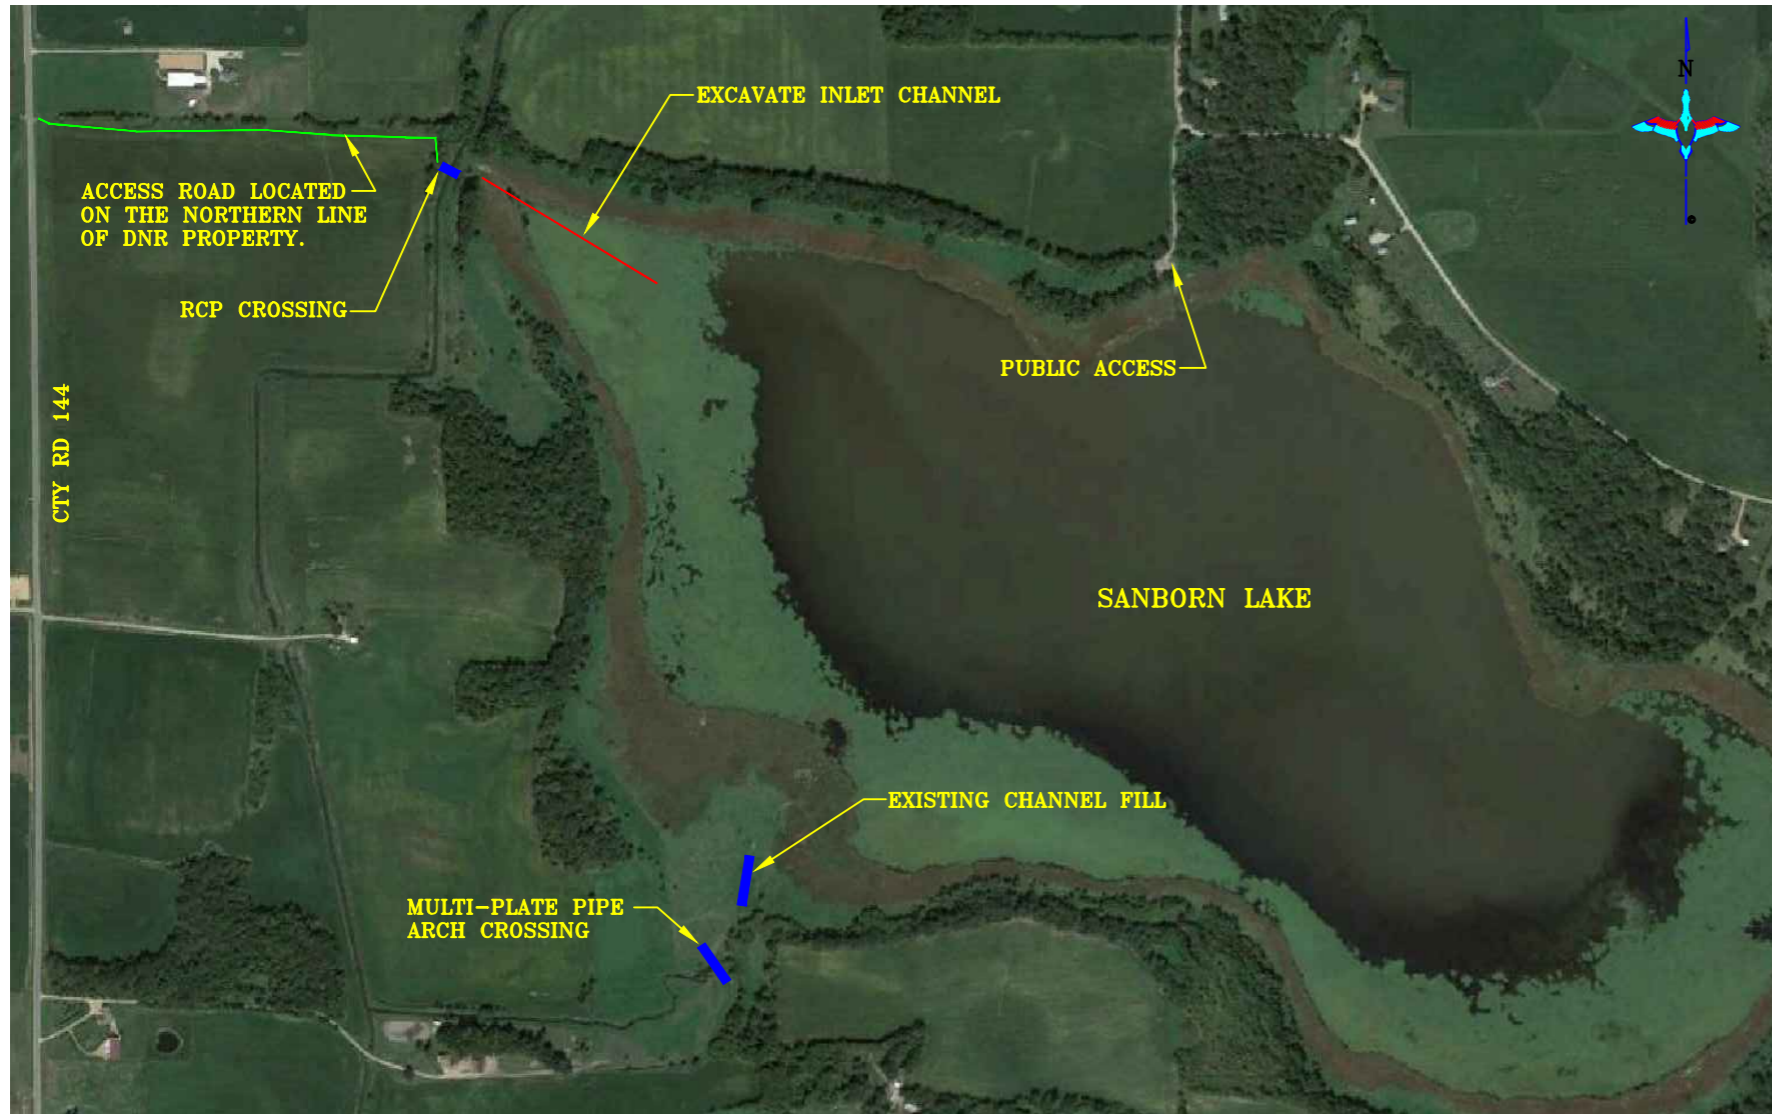 N
EXCAVATE INLET CHANNEL
ACCESS ROAD LOCATED
ON THE NORTHERN LINE
OF DNR PROPERTY.
RCP CROSSING
PUBLIC ACCESS
CTY RD 144
SANBORN LAKE
EXISTING CHANNEL FILL
MULTI-PLATE PIPE
ARCH CROSSING